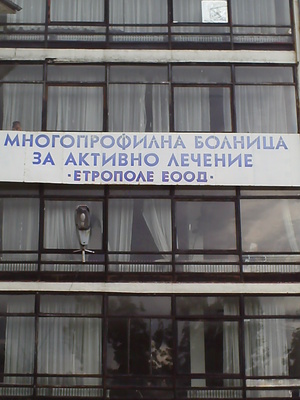 МНОГОПРОФИЛНА БОЛНИЦА
ЗА АКТИВНО ЛЕЧЕНИЕ
· ЕТРОПОЛЕ ЕООД ·